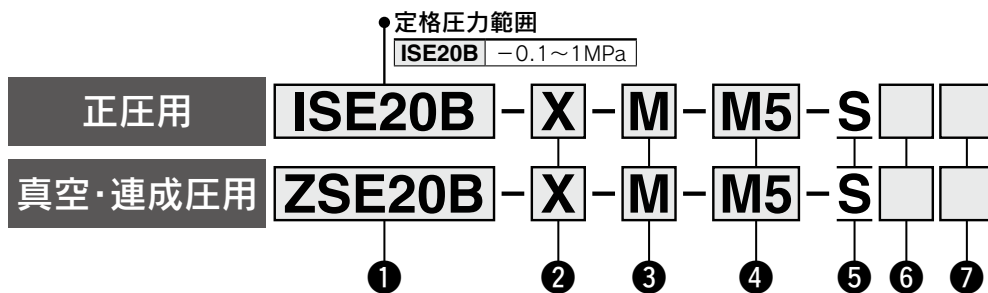 定格圧力範囲
ISE20B －0.1～1MPa
正圧用 ISE20B－X－M－M5－S
真空・連成圧用 ZSE20B－X－M－M5－S
❶ ❷ ❸ ❹ ❺ ❻ ❼